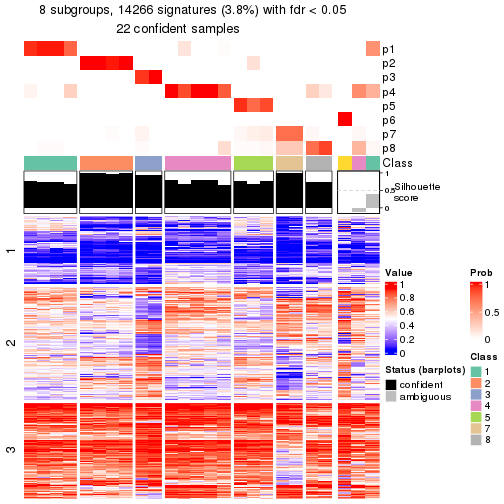 8 subgroups, 14266 signatures (3.8%) with fdr < 0.05
22 confident samples
p1
p2
p3
p4
p5
p6
p7
p8
Class
1
0.5
0
Silhouette
score
1
2
3
Value
1
0.8
0.6
0.4
0.2
0
Prob
1
0.5
0
Status (barplots)
confident
ambiguous
Class
1
2
3
4
5
7
8